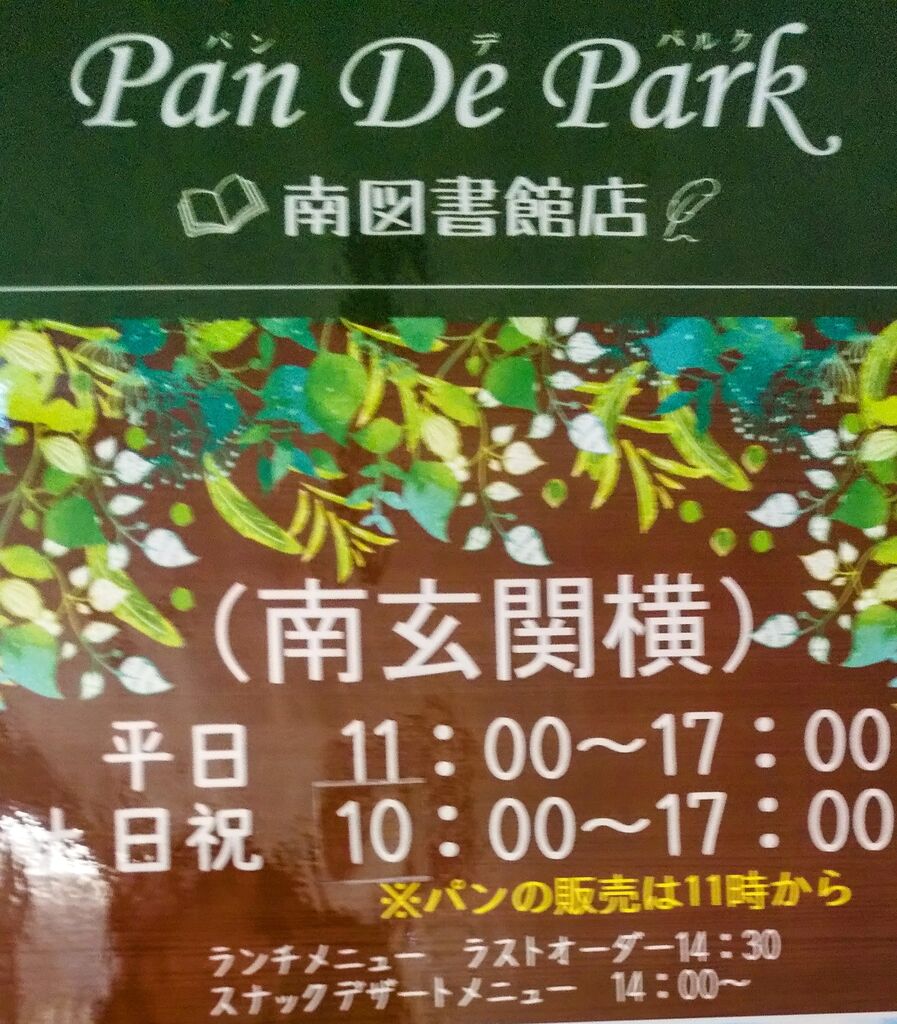 パン デ パルク
Pan De Park
南図書館店
（南玄関横）
平日 11：00～17：00
土日祝 10：00～17：00
※パンの販売は11時から
ランチメニュー ラストオーダー14：30
スナックデザートメニュー 14：00～